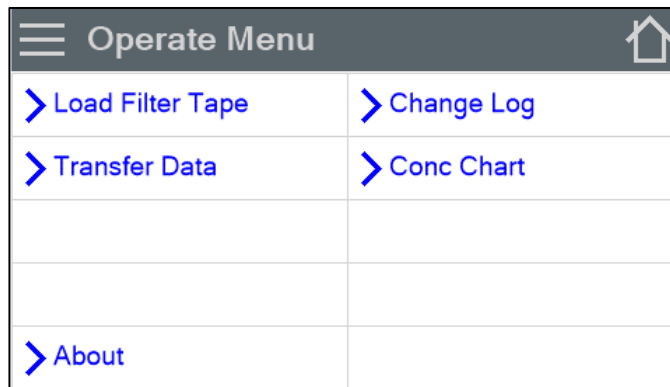 Operate Menu
Load Filter Tape
Change Log
Transfer Data
Conc Chart
About